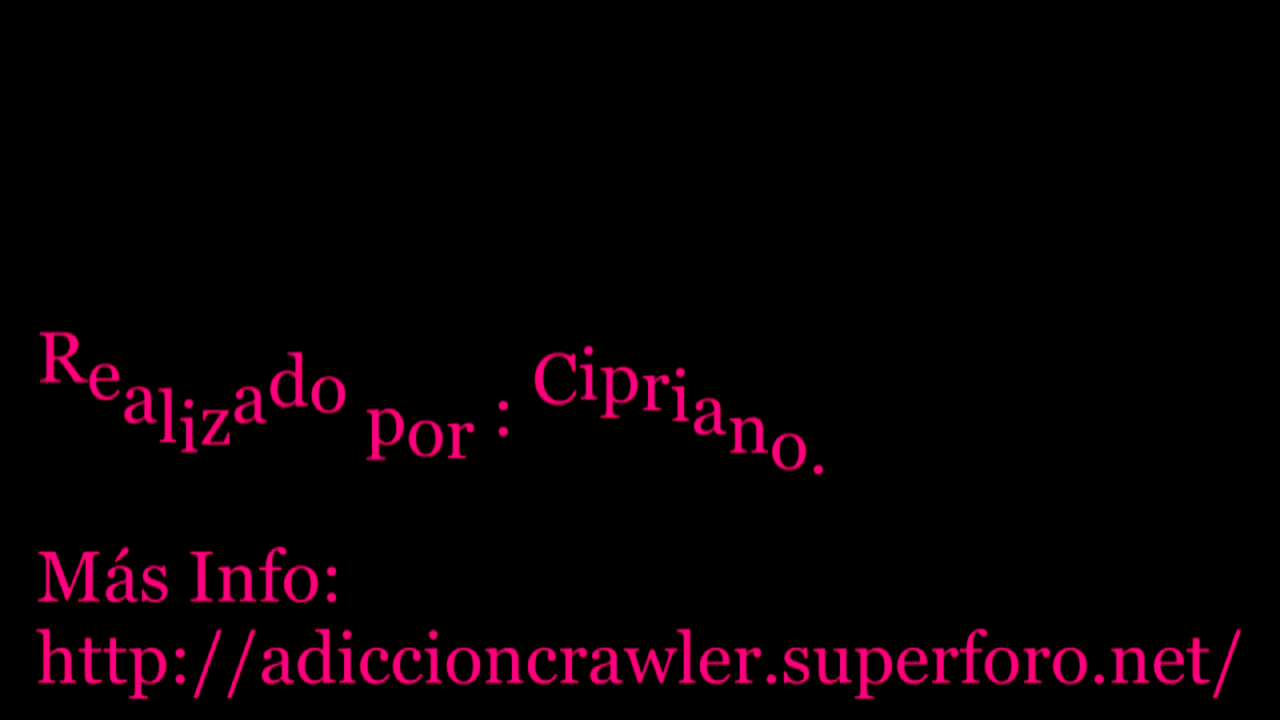 Realizado por : Cipriano.
Más Info:
http://adiccioncrawler.superforo.net/